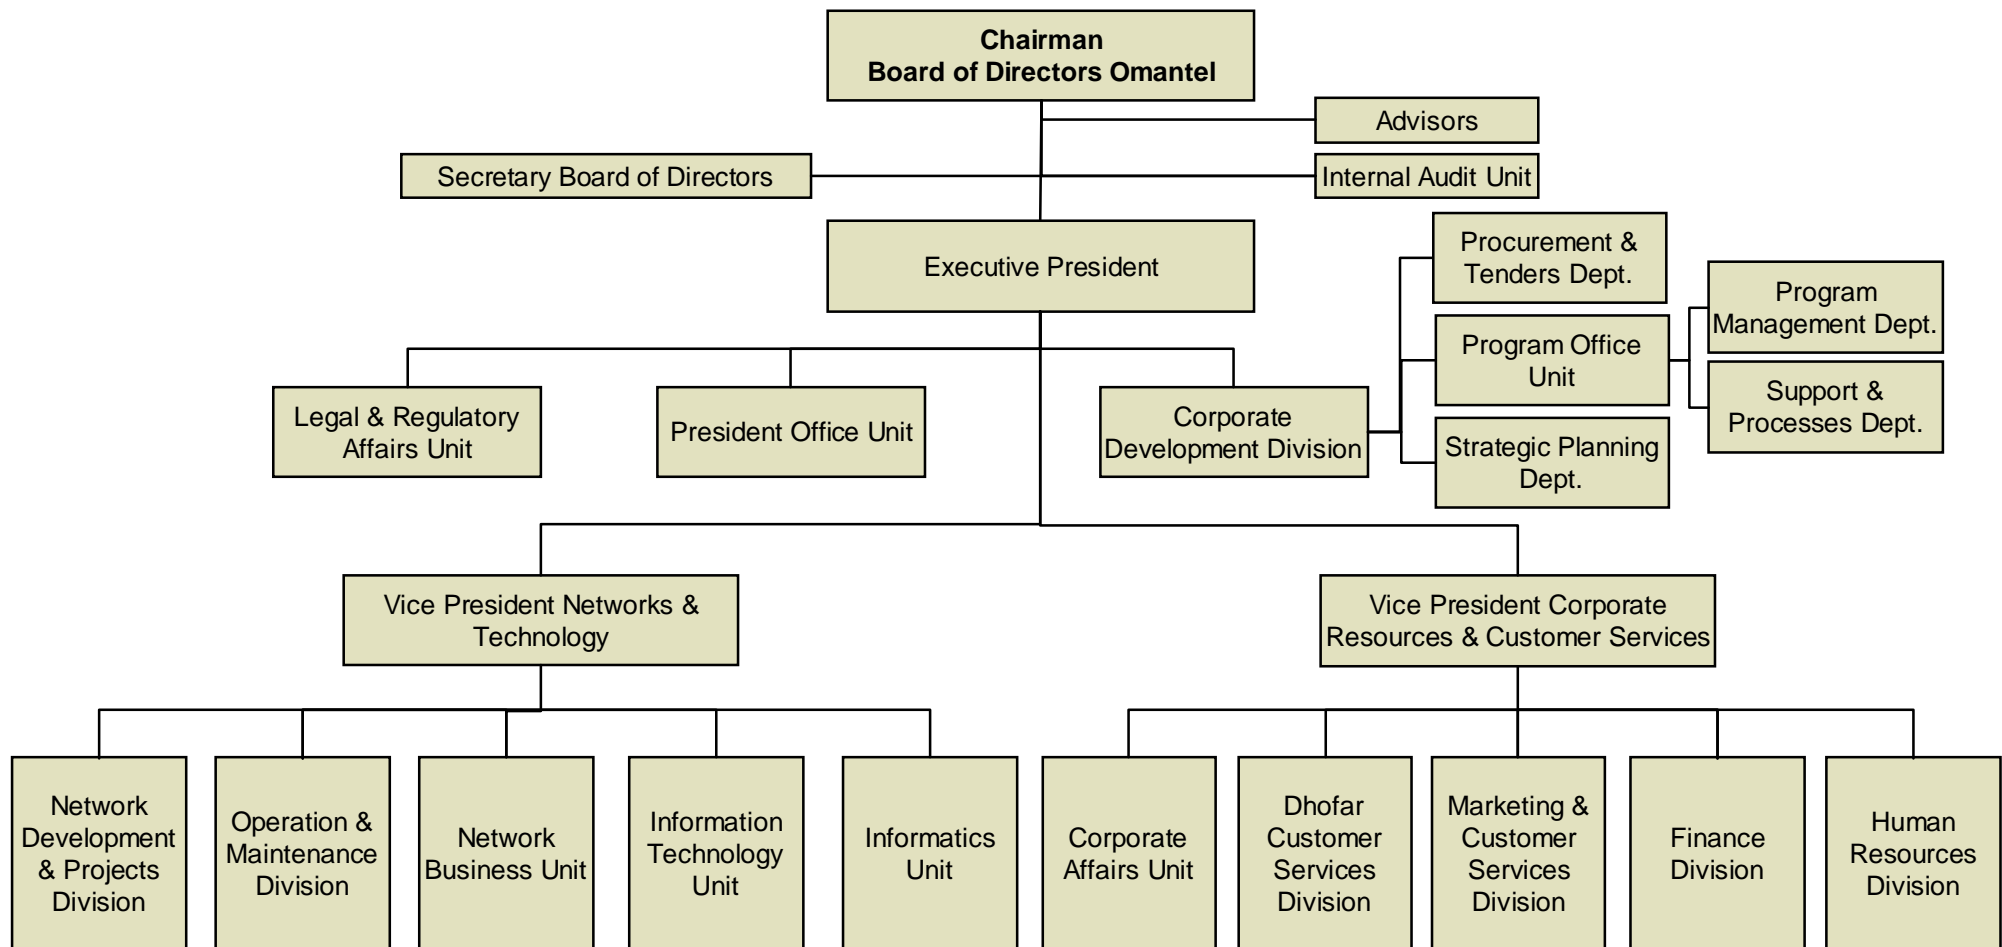 Chairman
Board of Directors Omantel
Advisors
Secretary Board of Directors
Internal Audit Unit
Executive President
Procurement &
Tenders Dept.
Program
Management Dept.
Program Office
Unit
Support &
Processes Dept.
Strategic Planning
Dept.
Legal & Regulatory
Affairs Unit
President Office Unit
Corporate
Development Division
Vice President Networks &
Technology
Vice President Corporate
Resources & Customer Services
Network
Development
& Projects
Division
Operation &
Maintenance
Division
Network
Business Unit
Information
Technology
Unit
Informatics
Unit
Corporate
Affairs Unit
Dhofar
Customer
Services
Division
Marketing &
Customer
Services
Division
Finance
Division
Human
Resources
Division